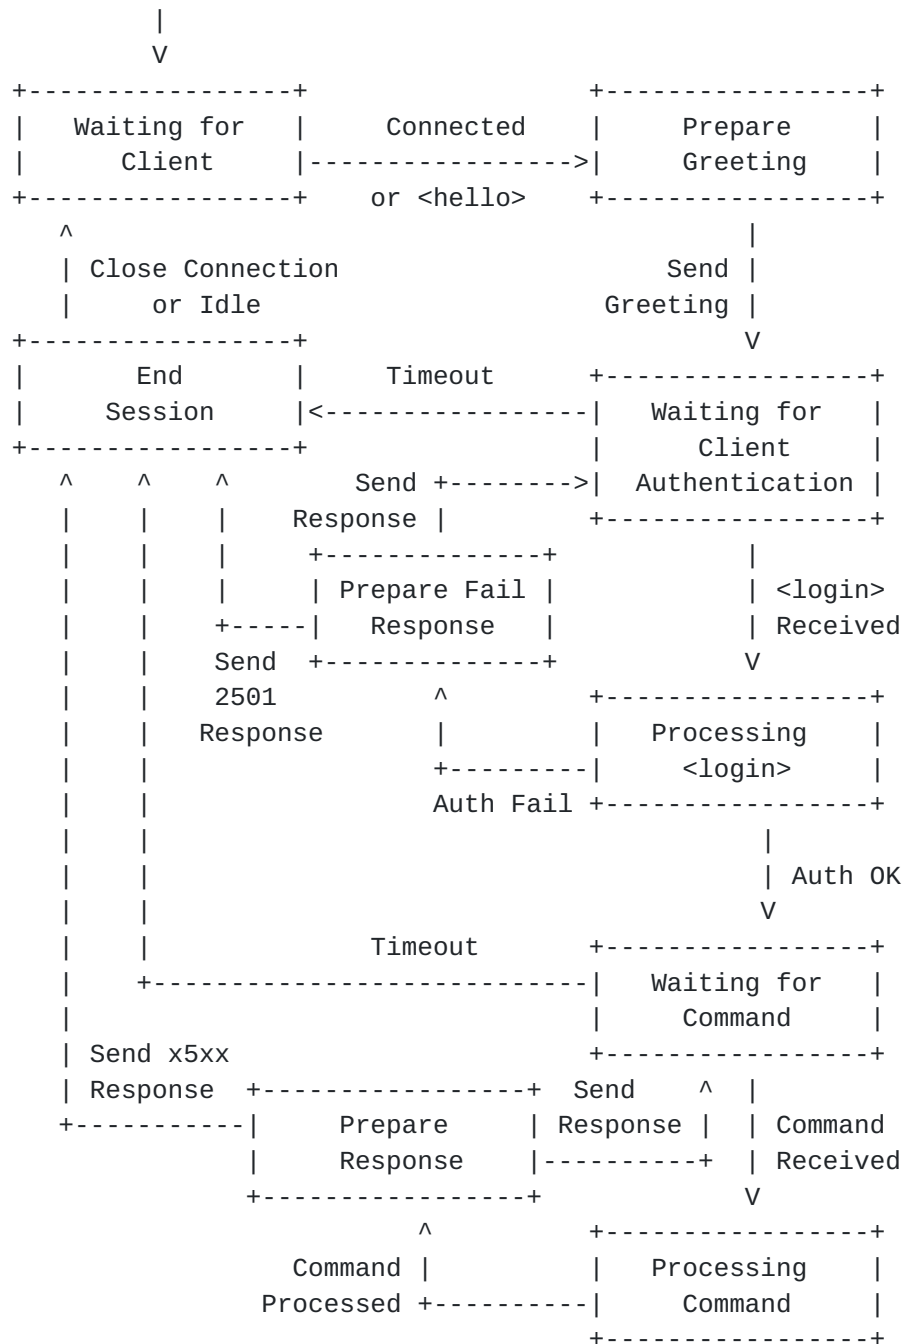 |
V
+-----------------+                  +-----------------+
|   Waiting for   |     Connected    |     Prepare     |
|      Client     |----------------->|     Greeting    |
+-----------------+    or <hello>    +-----------------+
   ^                                           |
   | Close Connection                     Send |
   |     or Idle                      Greeting |
+-----------------+                            V
|       End       |     Timeout      +-----------------+
|     Session     |<-----------------|   Waiting for   |
+-----------------+                  |      Client     |
   ^    ^    ^        Send +-------->|  Authentication |
   |    |    |    Response |         +-----------------+
   |    |    |     +--------------+            |
   |    |    |     | Prepare Fail |            | <login>
   |    |    +-----|   Response   |            | Received
   |    |    Send  +--------------+            V
   |    |    2501          ^         +-----------------+
   |    |   Response       |         |   Processing    |
   |    |                  +---------|     <login>     |
   |    |                  Auth Fail +-----------------+
   |    |                                       |
   |    |                                       | Auth OK
   |    |                                       V
   |    |              Timeout       +-----------------+
   |    +----------------------------|   Waiting for   |
   |                                 |     Command     |
   | Send x5xx                       +-----------------+
   | Response  +-----------------+  Send    ^  |
   +-----------|     Prepare     | Response |  | Command
               |     Response    |----------+  | Received
               +-----------------+             V
                          ^          +-----------------+
                  Command |          |   Processing    |
                Processed +----------|     Command     |
                                     +-----------------+